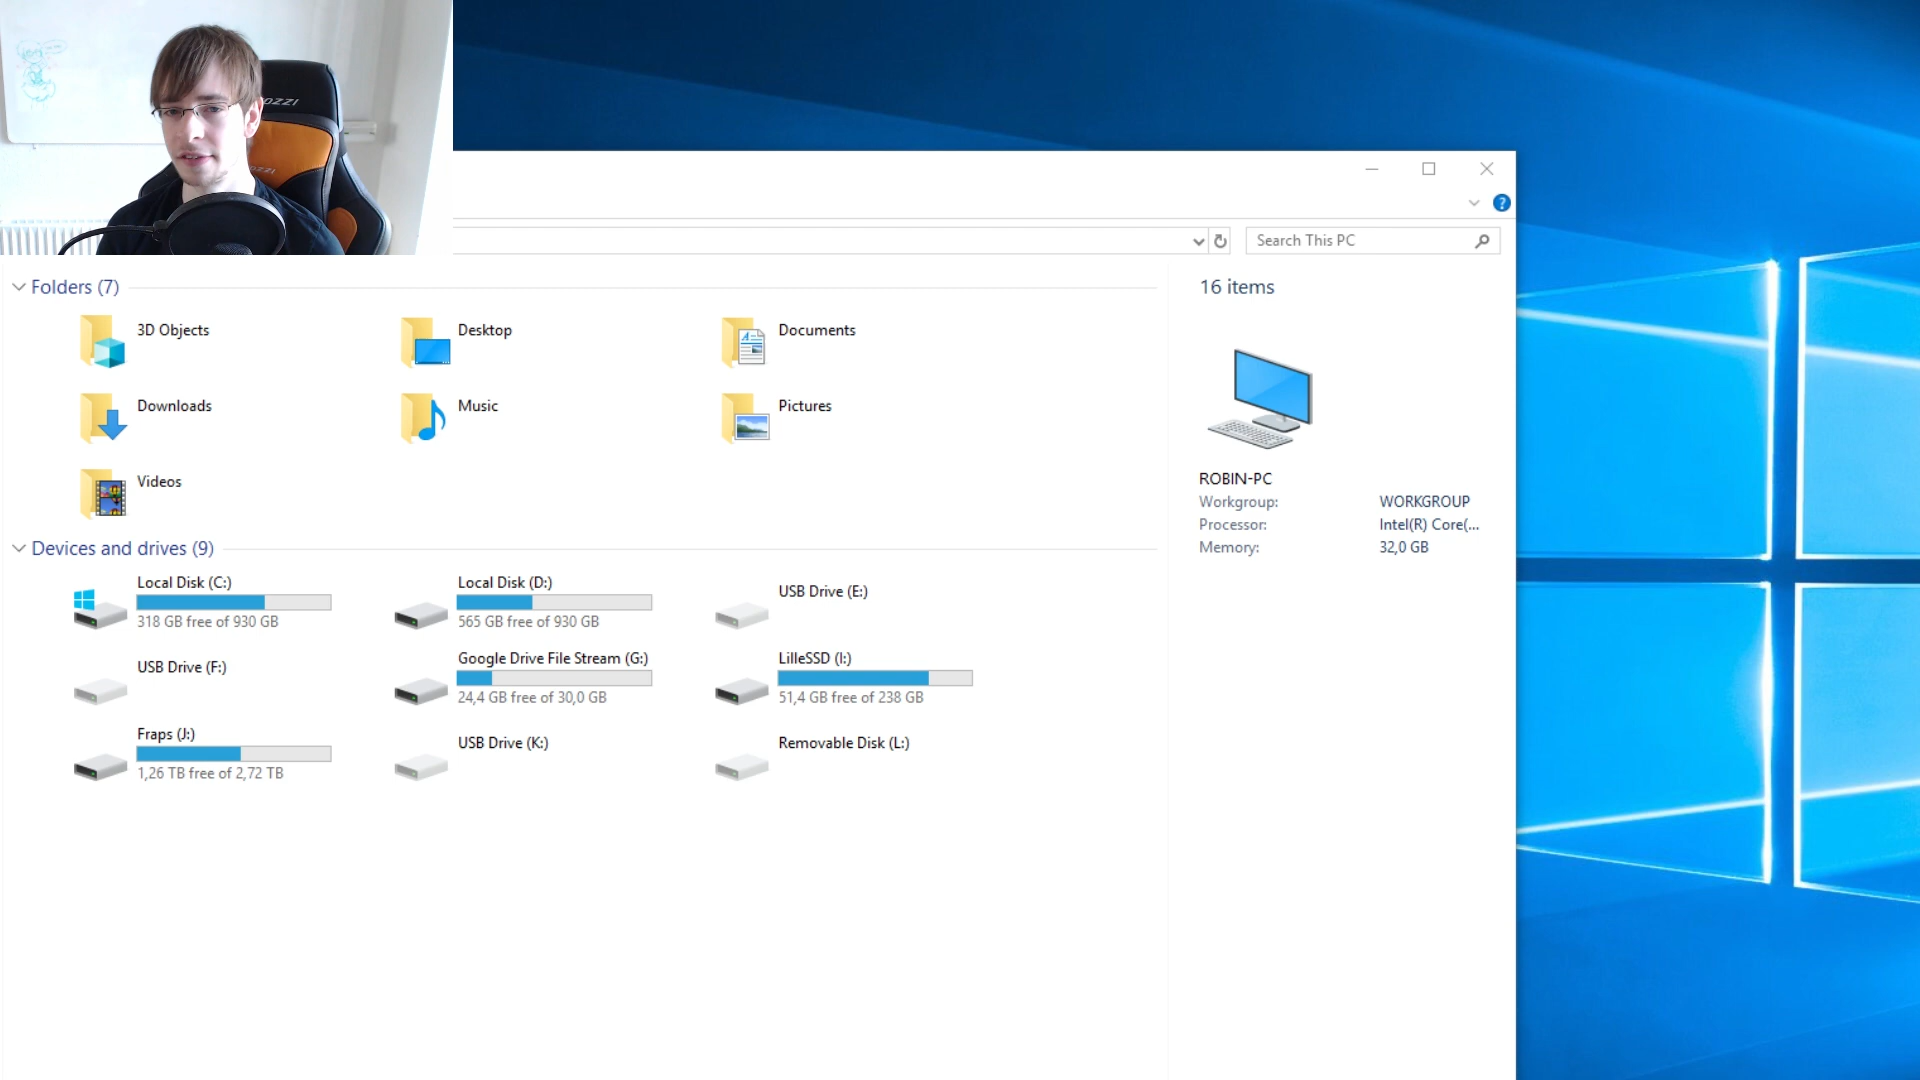 OZZI
ZZI
?
Search This PC
Folders (7)
16 items
3D Objects
Desktop
Documents
Downloads
Music
Pictures
Videos
ROBIN-PC
Workgroup: WORKGROUP
Processor: Intel(R) Core(...
Memory: 32,0 GB
Devices and drives (9)
Local Disk (C:)
318 GB free of 930 GB
Local Disk (D:)
565 GB free of 930 GB
USB Drive (E:)
USB Drive (F:)
Google Drive File Stream (G:)
24,4 GB free of 30,0 GB
LilleSSD (I:)
51,4 GB free of 238 GB
Fraps (J:)
1,26 TB free of 2,72 TB
USB Drive (K:)
Removable Disk (L:)